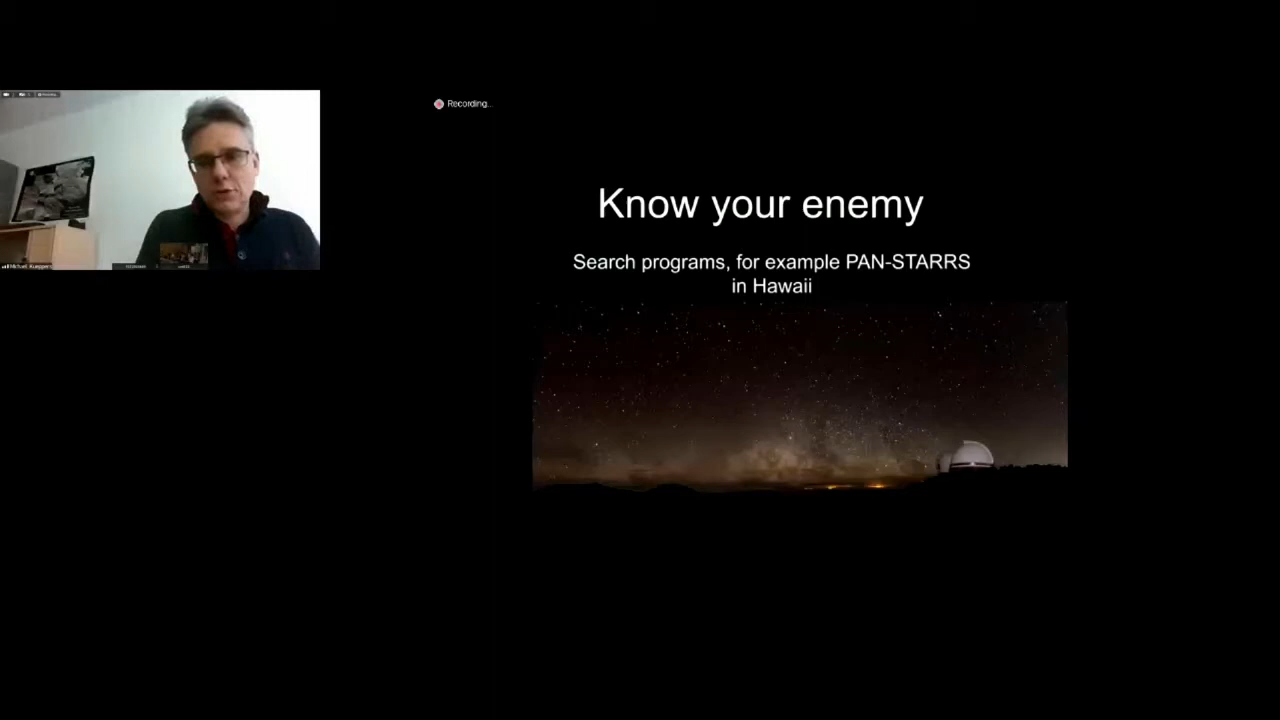 Recording...
Know your enemy
Search programs, for example PAN-STARRS
in Hawaii